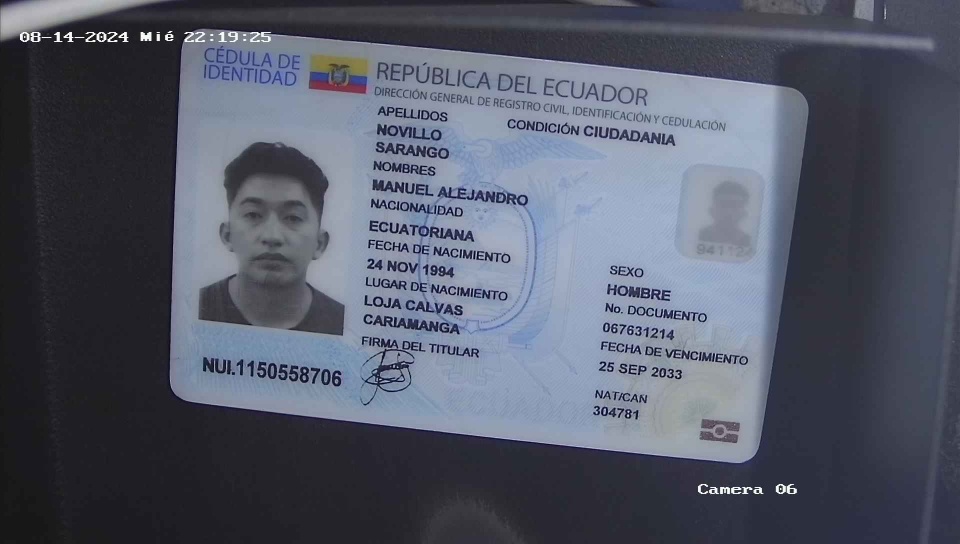 08-14-2024 Mié 22:19:25
CÉDULA DE
IDENTIDAD
REPÚBLICA DEL ECUADOR
DIRECCIÓN GENERAL DE REGISTRO CIVIL, IDENTIFICACIÓN Y CEDULACIÓN
APELLIDOS
CONDICIÓN CIUDADANIA
NOVILLO
SARANGO
NOMBRES
MANUEL ALEJANDRO
NACIONALIDAD
ECUATORIANA
FECHA DE NACIMIENTO
24 NOV 1994
LUGAR DE NACIMIENTO
LOJA CALVAS
CARIAMANGA
FIRMA DEL TITULAR
SEXO
HOMBRE
No. DOCUMENTO
067631214
FECHA DE VENCIMIENTO
25 SEP 2033
NAT/CAN
304781
NUI.1150558706
Camera 06